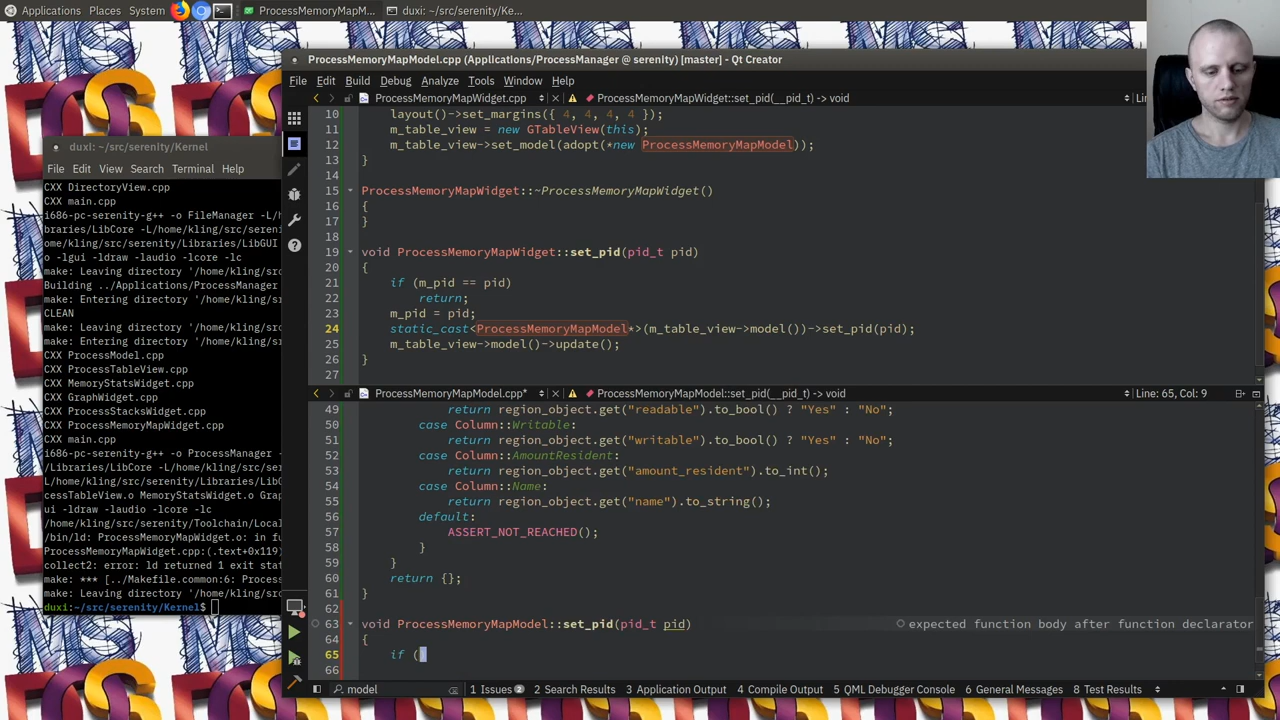 Applications Places System ProcessMemoryMapM... duxi: ~/src/serenity/Ke...
ProcessMemoryMapModel.cpp (Applications/ProcessManager @ serenity) [master] - Qt Creator
File Edit Build Debug Analyze Tools Window Help
ProcessMemoryMapWidget.cpp ProcessMemoryMapWidget::set_pid(__pid_t) -> void
10 layout()->set_margins({ 4, 4, 4, 4 });
11 m_table_view = new GTableView(this);
12 m_table_view->set_model(adopt(*new ProcessMemoryMapModel));
13 }
14
15 ProcessMemoryMapWidget::~ProcessMemoryMapWidget()
16 {
17 }
18
19 void ProcessMemoryMapWidget::set_pid(pid_t pid)
20 {
21 if (m_pid == pid)
22 return;
23 m_pid = pid;
24 static_cast<ProcessMemoryMapModel*>(m_table_view->model())->set_pid(pid);
25 m_table_view->model()->update();
26 }
27
ProcessMemoryMapModel.cpp* ProcessMemoryMapModel::set_pid(__pid_t) -> void Line: 65, Col: 9
49 return region_object.get("readable").to_bool() ? "Yes" : "No";
50 case Column::Writable:
51 return region_object.get("writable").to_bool() ? "Yes" : "No";
52 case Column::AmountResident:
53 return region_object.get("amount_resident").to_int();
54 case Column::Name:
55 return region_object.get("name").to_string();
56 default:
57 ASSERT_NOT_REACHED();
58 }
59 }
60 return {};
61 }
62
63 void ProcessMemoryMapModel::set_pid(pid_t pid) expected function body after function declarator
64 {
65 if ()
66
model 1 Issues 2 2 Search Results 3 Application Output 4 Compile Output 5 QML Debugger Console 6 General Messages 8 Test Results
duxi: ~/src/serenity/Kernel
File Edit View Search Terminal Help
CXX DirectoryView.cpp
CXX main.cpp
i686-pc-serenity-g++ -o FileManager -L/h
braries/LibCore -L/home/kling/src/sereni
ome/kling/src/serenity/Libraries/LibGUI
o -lgui -ldraw -laudio -lcore -lc
make: Leaving directory '/home/kling/src
Building ../Applications/ProcessManager
make: Entering directory '/home/kling/sr
CLEAN
CXX ProcessModel.cpp
CXX ProcessTableView.cpp
CXX MemoryStatsWidget.cpp
CXX GraphWidget.cpp
CXX ProcessStacksWidget.cpp
CXX ProcessMemoryMapWidget.cpp
CXX main.cpp
i686-pc-serenity-g++ -o ProcessManager -
/Libraries/LibCore -L/home/kling/src/ser
L/home/kling/src/serenity/Libraries/LibG
cessTableView.o MemoryStatsWidget.o Grap
ui -ldraw -laudio -lcore -lc
/home/kling/src/serenity/Toolchain/Local
/bin/ld: ProcessMemoryMapWidget.o: in fu
ProcessMemoryMapWidget.cpp:(.text+0x119)
collect2: error: ld returned 1 exit stat
make: *** [../Makefile.common:6: Process
make: Leaving directory '/home/kling/src
duxi:~/src/serenity/Kernel$